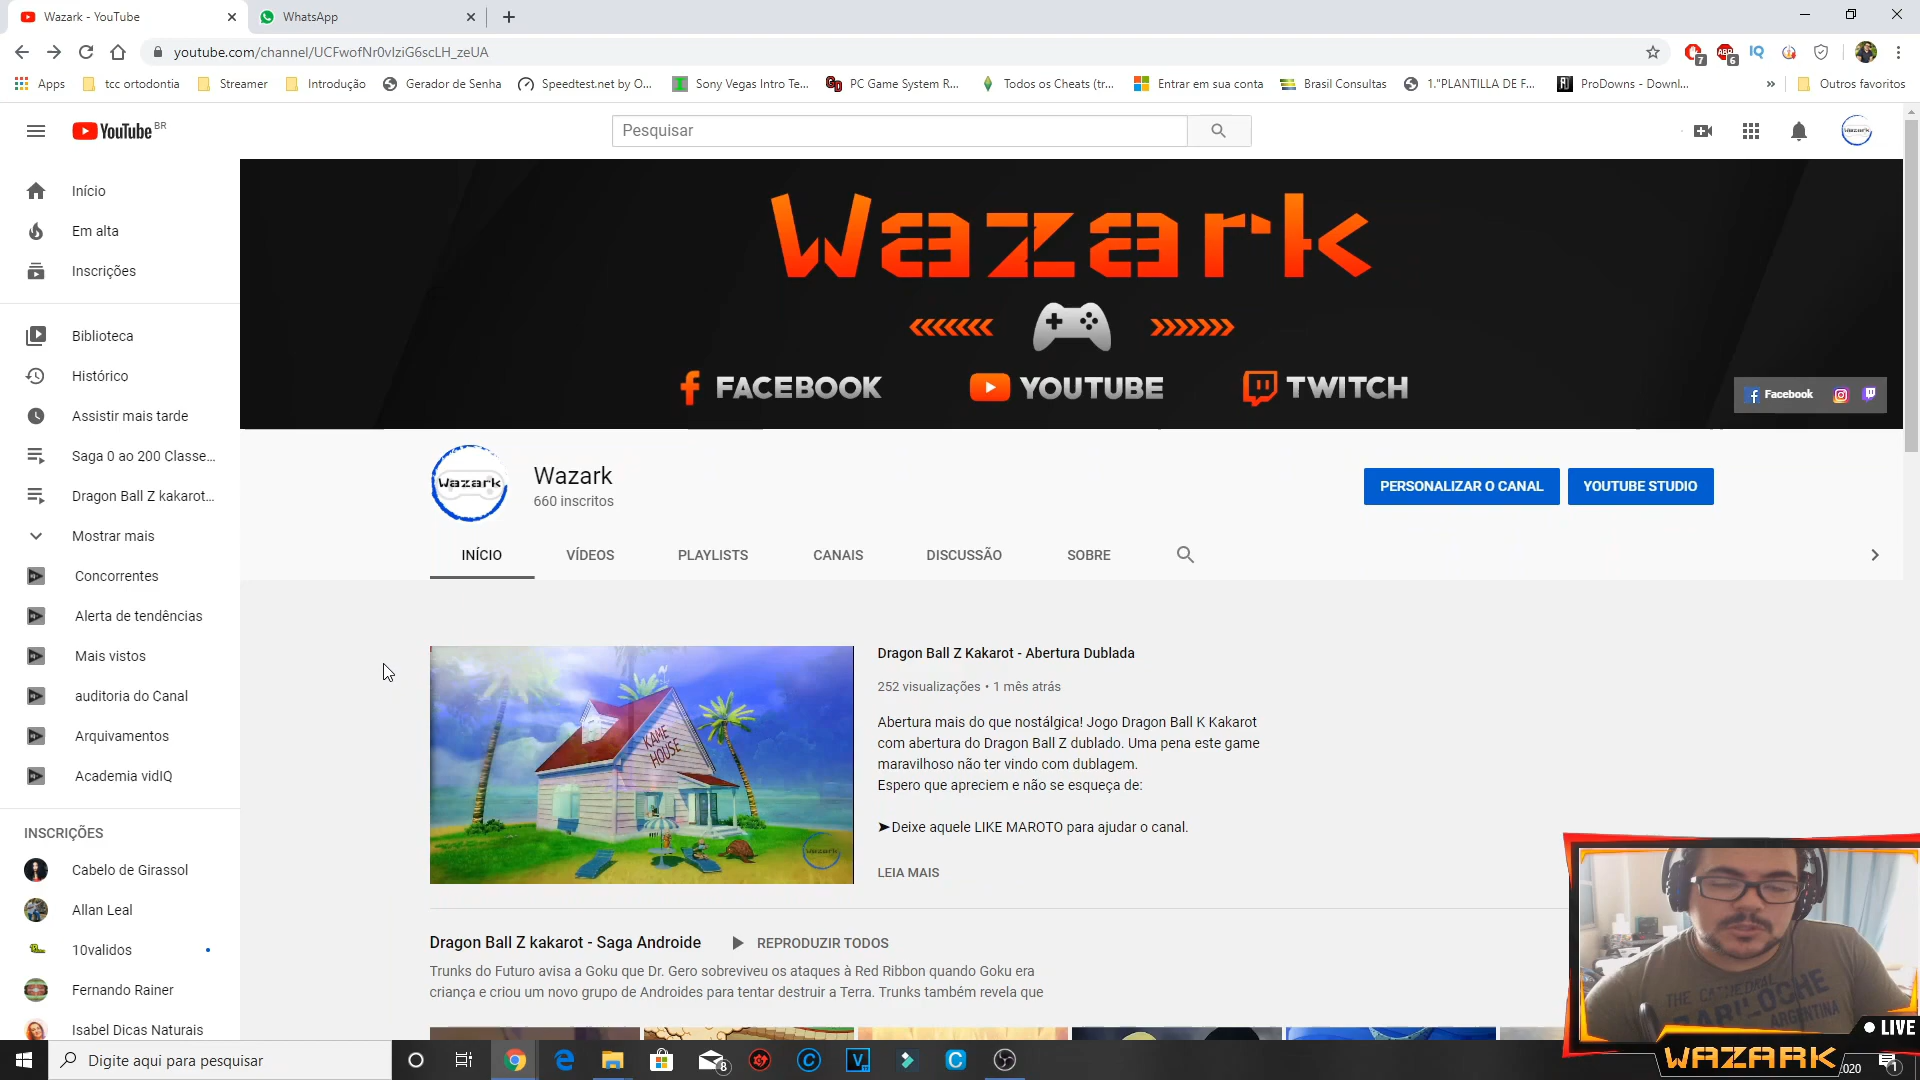 Wazark - YouTube
WhatsApp
youtube.com/channel/UCFwofNr0vIziG6scLH_zeUA
7
6
IQ
Apps
tcc ortodontia
Streamer
Introdução
Gerador de Senha
Speedtest.net by O...
Sony Vegas Intro Te...
PC Game System R...
Todos os Cheats (tr...
Entrar em sua conta
Brasil Consultas
1."PLANTILLA DE F...
ProDowns - Downl...
»
Outros favoritos
YouTube BR
Pesquisar
Início
Em alta
Inscrições
Biblioteca
Histórico
Assistir mais tarde
Saga 0 ao 200 Classe...
Dragon Ball Z kakarot...
Mostrar mais
Concorrentes
Alerta de tendências
Mais vistos
auditoria do Canal
Arquivamentos
Academia vidIQ
INSCRIÇÕES
Cabelo de Girassol
Allan Leal
10validos
Fernando Rainer
Isabel Dicas Naturais
Wazark
FACEBOOK
YOUTUBE
TWITCH
Facebook
Wazark
Wazark
660 inscritos
PERSONALIZAR O CANAL
YOUTUBE STUDIO
INÍCIO
VÍDEOS
PLAYLISTS
CANAIS
DISCUSSÃO
SOBRE
KAME
HOUSE
Wazark
Dragon Ball Z Kakarot - Abertura Dublada
252 visualizações • 1 mês atrás
Abertura mais do que nostálgica! Jogo Dragon Ball K Kakarot
com abertura do Dragon Ball Z dublado. Uma pena este game
maravilhoso não ter vindo com dublagem.
Espero que apreciem e não se esqueça de:
➤Deixe aquele LIKE MAROTO para ajudar o canal.
LEIA MAIS
Dragon Ball Z kakarot - Saga Androide
REPRODUZIR TODOS
Trunks do Futuro avisa a Goku que Dr. Gero sobreviveu os ataques à Red Ribbon quando Goku era
criança e criou um novo grupo de Androides para tentar destruir a Terra. Trunks também revela que
THE CATHEDRAL
ARGENTINA
LIVE
WAZARK
Digite aqui para pesquisar
8
2020
1